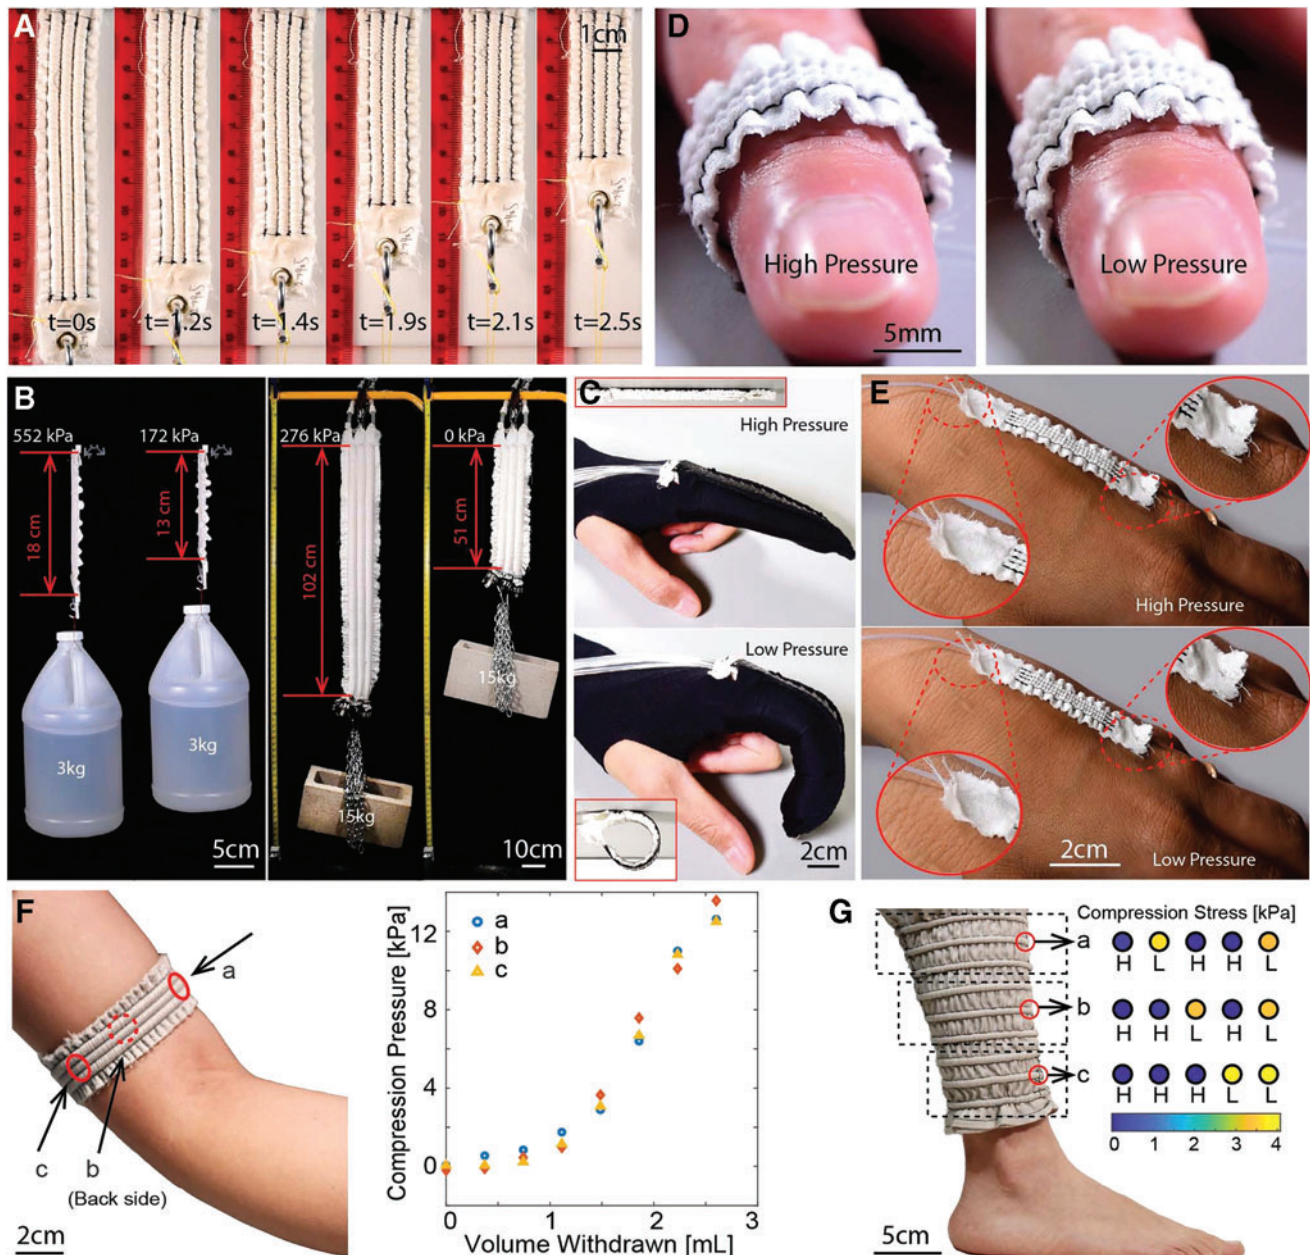 A
1cm
t=0s
t=1.2s
t=1.4s
t=1.9s
t=2.1s
t=2.5s
D
High Pressure
Low Pressure
5mm
B
552 kPa
172 kPa
18 cm
13 cm
3kg
3kg
5cm
276 kPa
0 kPa
102 cm
51 cm
15kg
15kg
10cm
C
High Pressure
Low Pressure
2cm
E
High Pressure
2cm
Low Pressure
F
a
c
b
(Back side)
2cm
Compression Pressure [kPa]
12
8
4
0
a
b
c
0
1
2
3
Volume Withdrawn [mL]
G
Compression Stress [kPa]
a
H L H H L
b
H H L H L
c
H H H L L
0 1 2 3 4
5cm